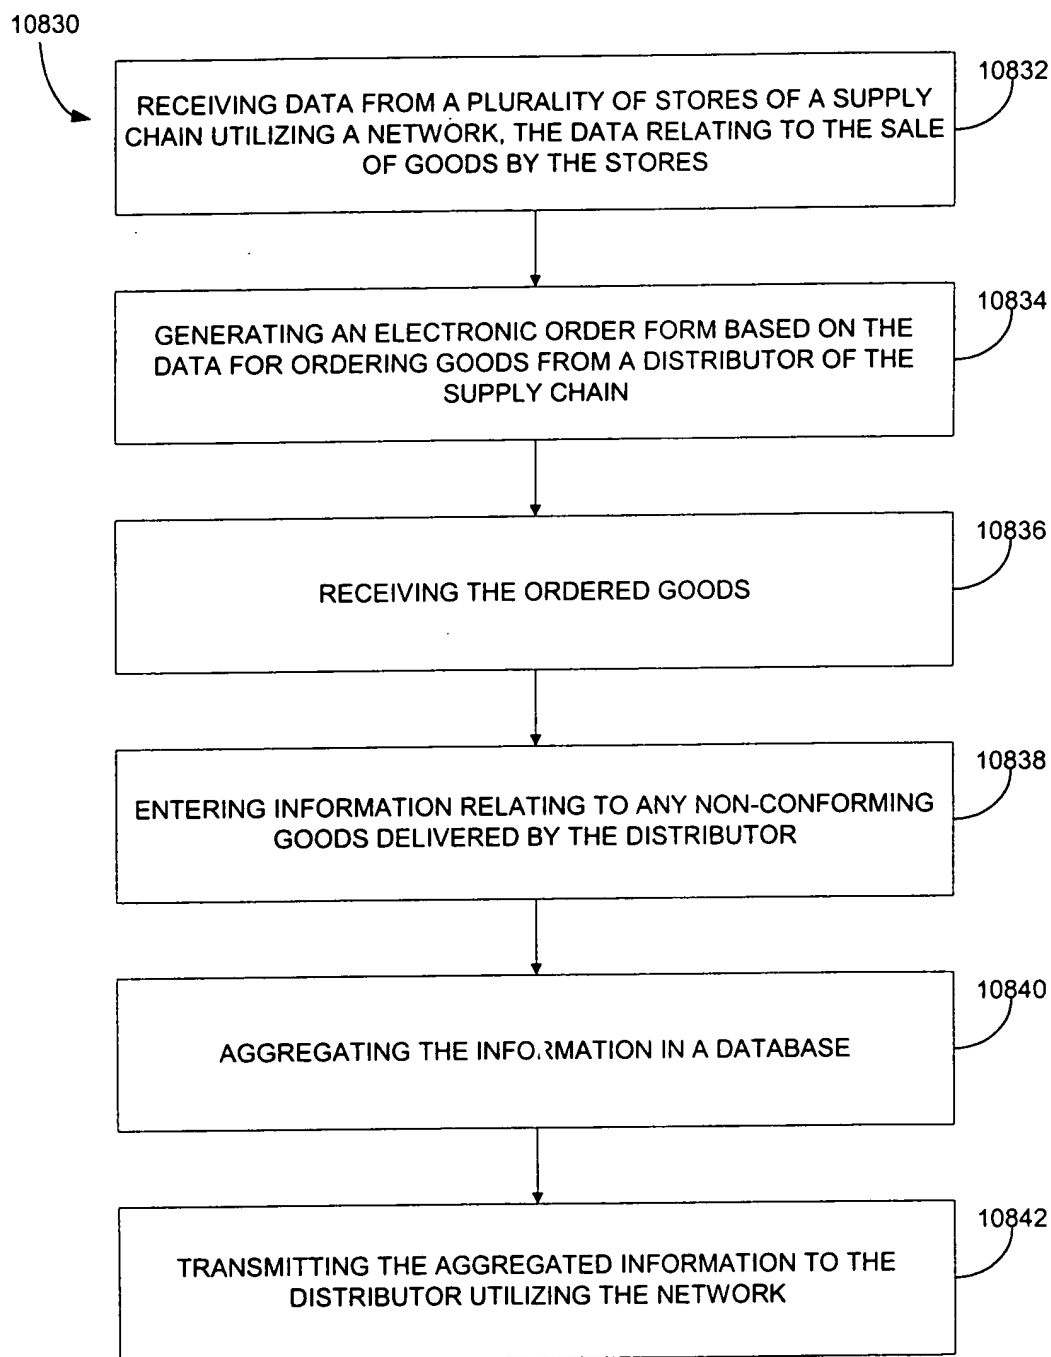 10830
10832
RECEIVING DATA FROM A PLURALITY OF STORES OF A SUPPLY
CHAIN UTILIZING A NETWORK, THE DATA RELATING TO THE SALE
OF GOODS BY THE STORES
10834
GENERATING AN ELECTRONIC ORDER FORM BASED ON THE
DATA FOR ORDERING GOODS FROM A DISTRIBUTOR OF THE
SUPPLY CHAIN
10836
RECEIVING THE ORDERED GOODS
10838
ENTERING INFORMATION RELATING TO ANY NON-CONFORMING
GOODS DELIVERED BY THE DISTRIBUTOR
10840
AGGREGATING THE INFORMATION IN A DATABASE
10842
TRANSMITTING THE AGGREGATED INFORMATION TO THE
DISTRIBUTOR UTILIZING THE NETWORK